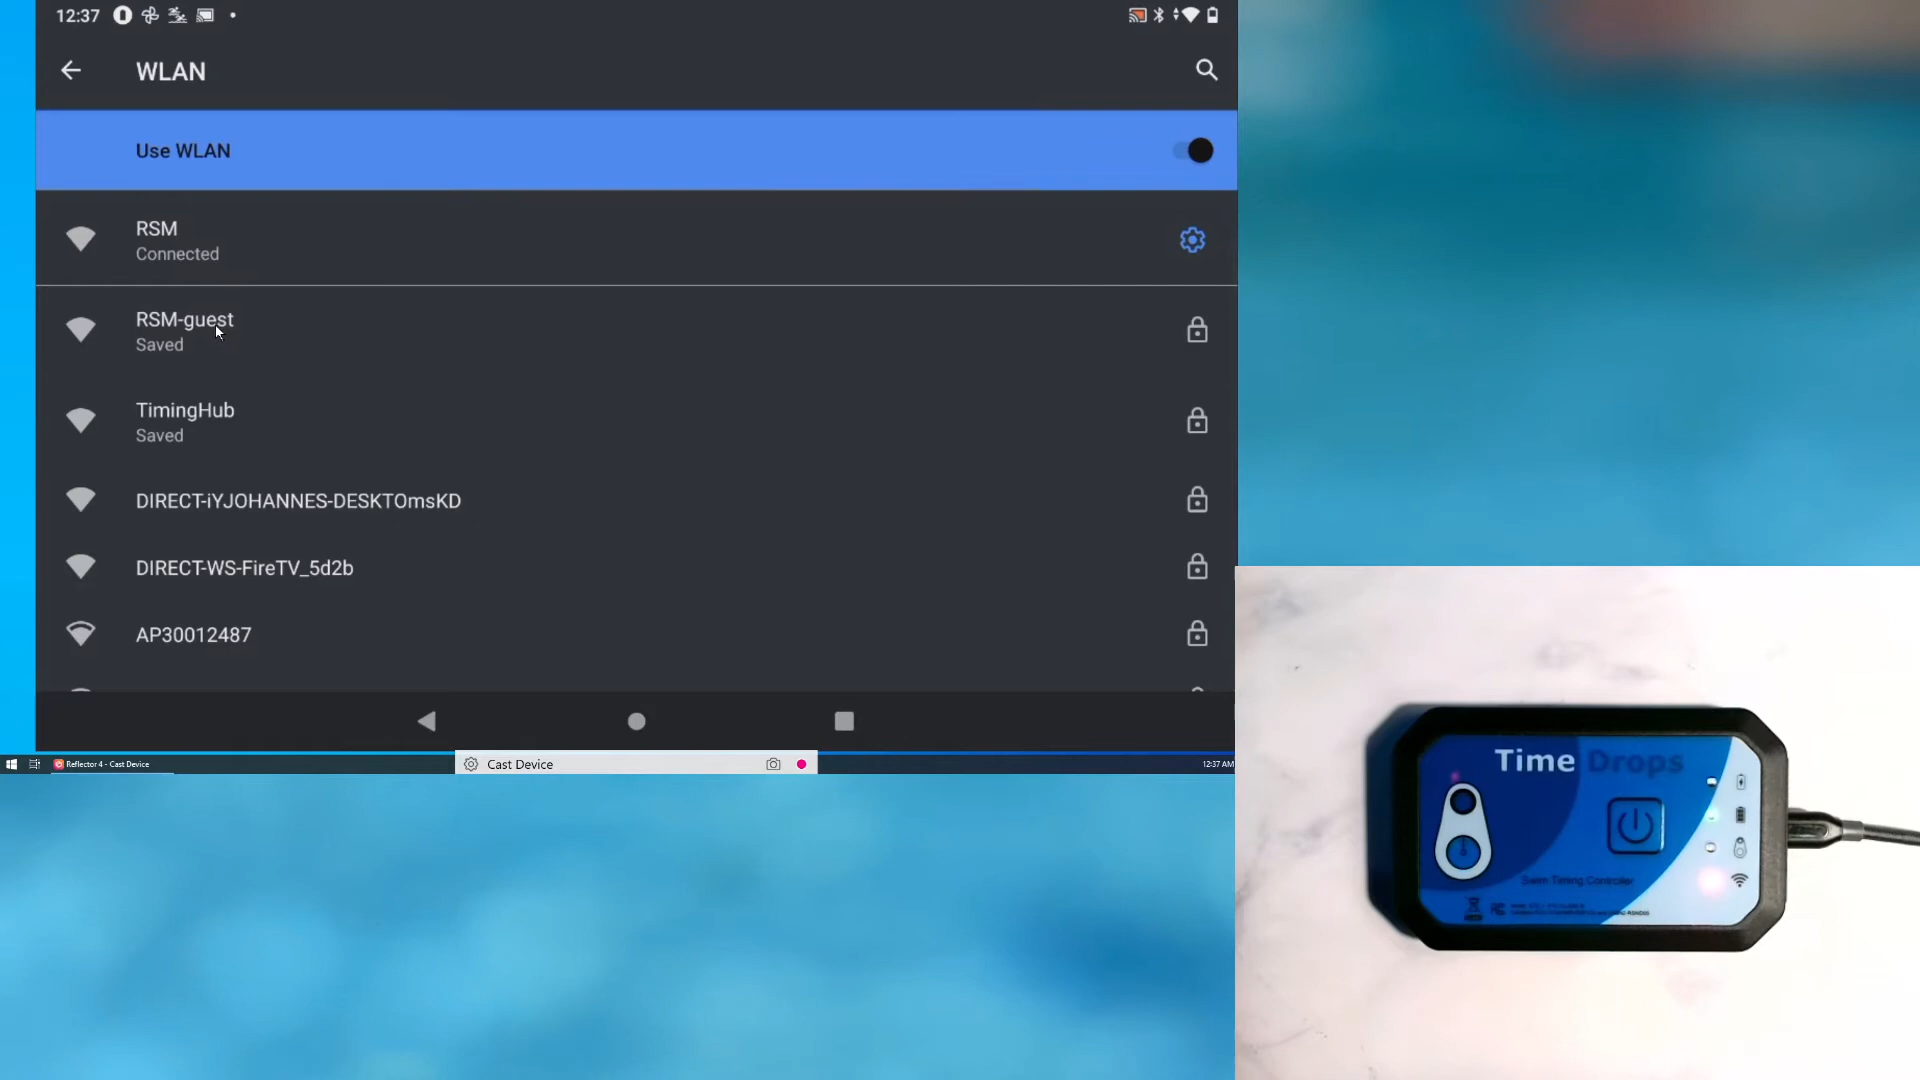 12:37
WLAN
Use WLAN
RSM
Connected
RSM-guest
Saved
TimingHub
Saved
DIRECT-iYJOHANNES-DESKTOmsKD
DIRECT-WS-FireTV_5d2b
AP30012487
Reflector 4 - Cast Device
Cast Device
12:37 AM
Time Drops
Swim Timing Controller